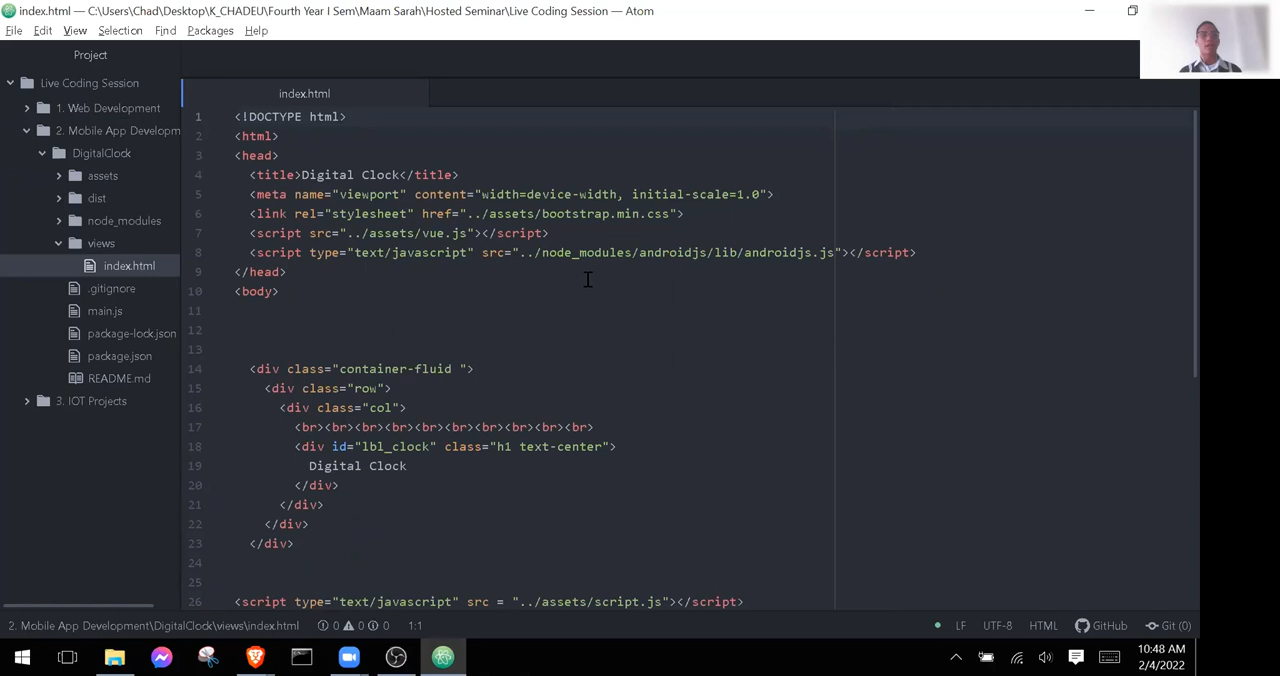 index.html — C:\Users\Chad\Desktop\K_CHADEU\Fourth Year I Sem\Maam Sarah\Hosted Seminar\Live Coding Session — Atom
File Edit View Selection Find Packages Help
Project
Live Coding Session
1. Web Development
2. Mobile App Developm
DigitalClock
assets
dist
node_modules
views
index.html
.gitignore
main.js
package-lock.json
package.json
README.md
3. IOT Projects
index.html
1 <!DOCTYPE html>
2 <html>
3 <head>
4 <title>Digital Clock</title>
5 <meta name="viewport" content="width=device-width, initial-scale=1.0">
6 <link rel="stylesheet" href="../assets/bootstrap.min.css">
7 <script src="../assets/vue.js"></script>
8 <script type="text/javascript" src="../node_modules/androidjs/lib/androidjs.js"></script>
9 </head>
10 <body>
11
12
13
14 <div class="container-fluid ">
15 <div class="row">
16 <div class="col">
17 <br><br><br><br><br><br><br><br><br><br>
18 <div id="lbl_clock" class="h1 text-center">
19 Digital Clock
20 </div>
21 </div>
22 </div>
23 </div>
24
25
26 <script type="text/javascript" src = "../assets/script.js"></script>
2. Mobile App Development\DigitalClock\views\index.html 0 0 0 1:1 LF UTF-8 HTML GitHub Git (0)
10:48 AM
2/4/2022